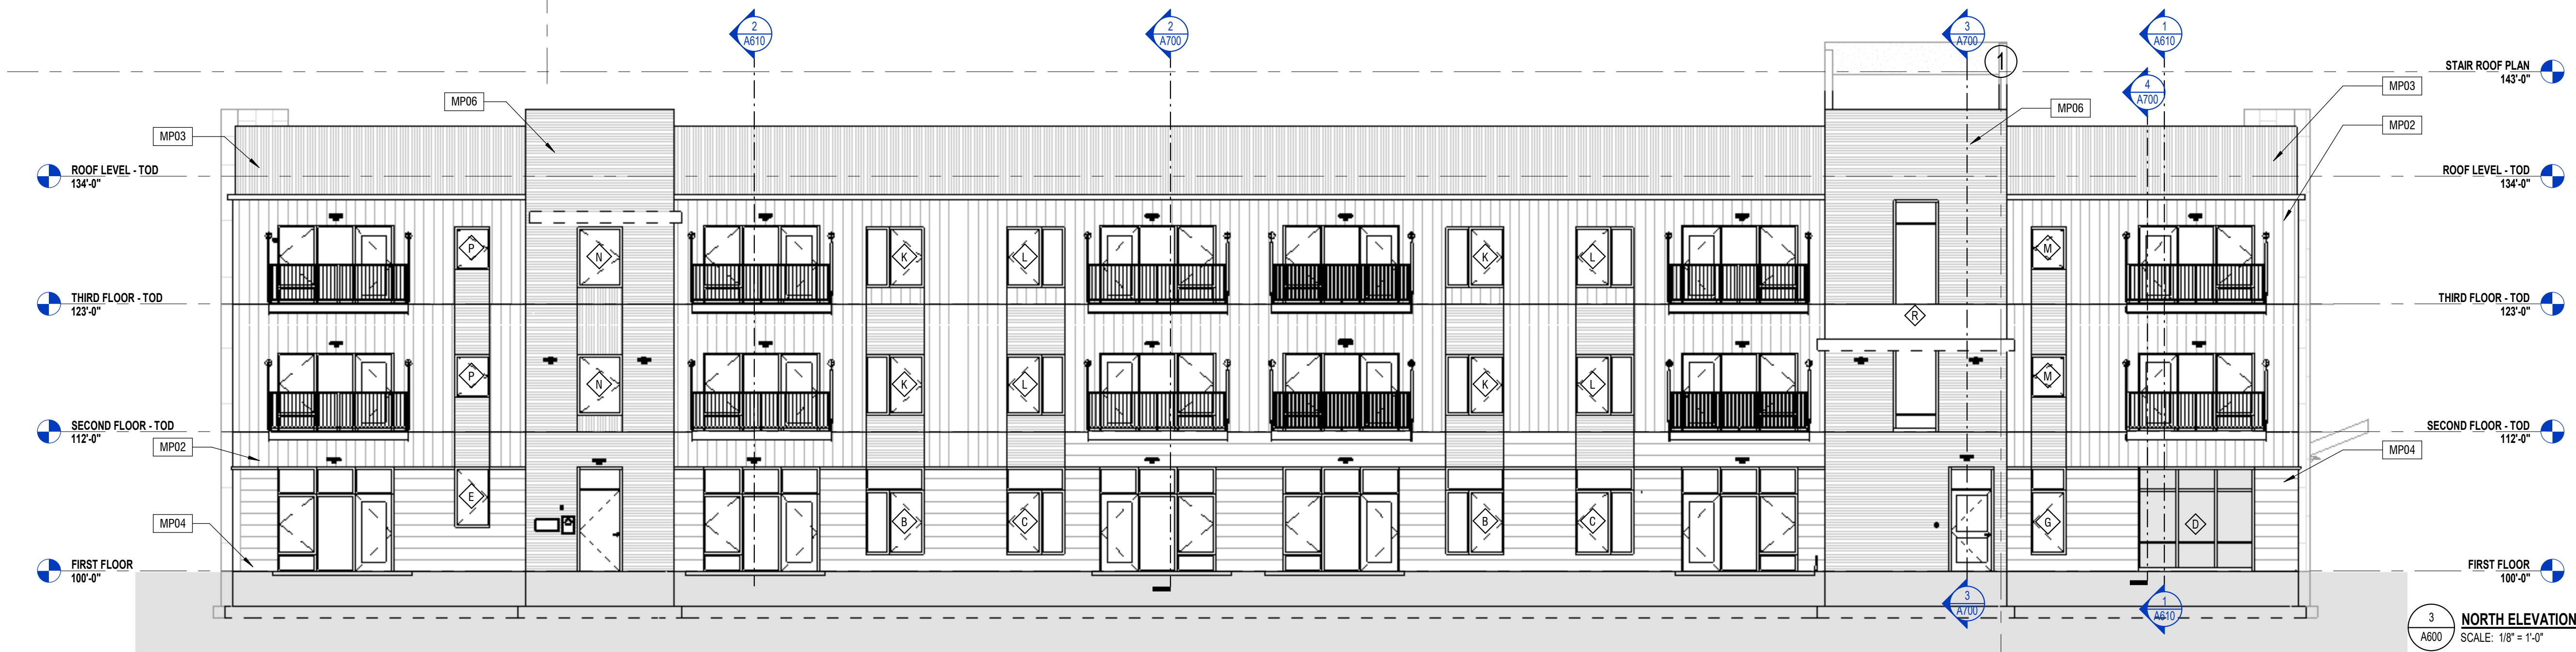 2
A610
2
A700
3
A700
1
1
A610
STAIR ROOF PLAN
143'-0"
MP03
4
A700
MP06
MP06
MP02
MP03
ROOF LEVEL - TOD
134'-0"
ROOF LEVEL - TOD
134'-0"
P
N
K
L
K
L
M
THIRD FLOOR - TOD
123'-0"
THIRD FLOOR - TOD
123'-0"
R
P
N
K
L
K
L
M
SECOND FLOOR - TOD
112'-0"
SECOND FLOOR - TOD
112'-0"
MP02
MP04
E
B
C
B
C
G
D
MP04
FIRST FLOOR
100'-0"
FIRST FLOOR
100'-0"
3
A700
1
A610
3
A600
NORTH ELEVATION
SCALE: 1/8" = 1'-0"